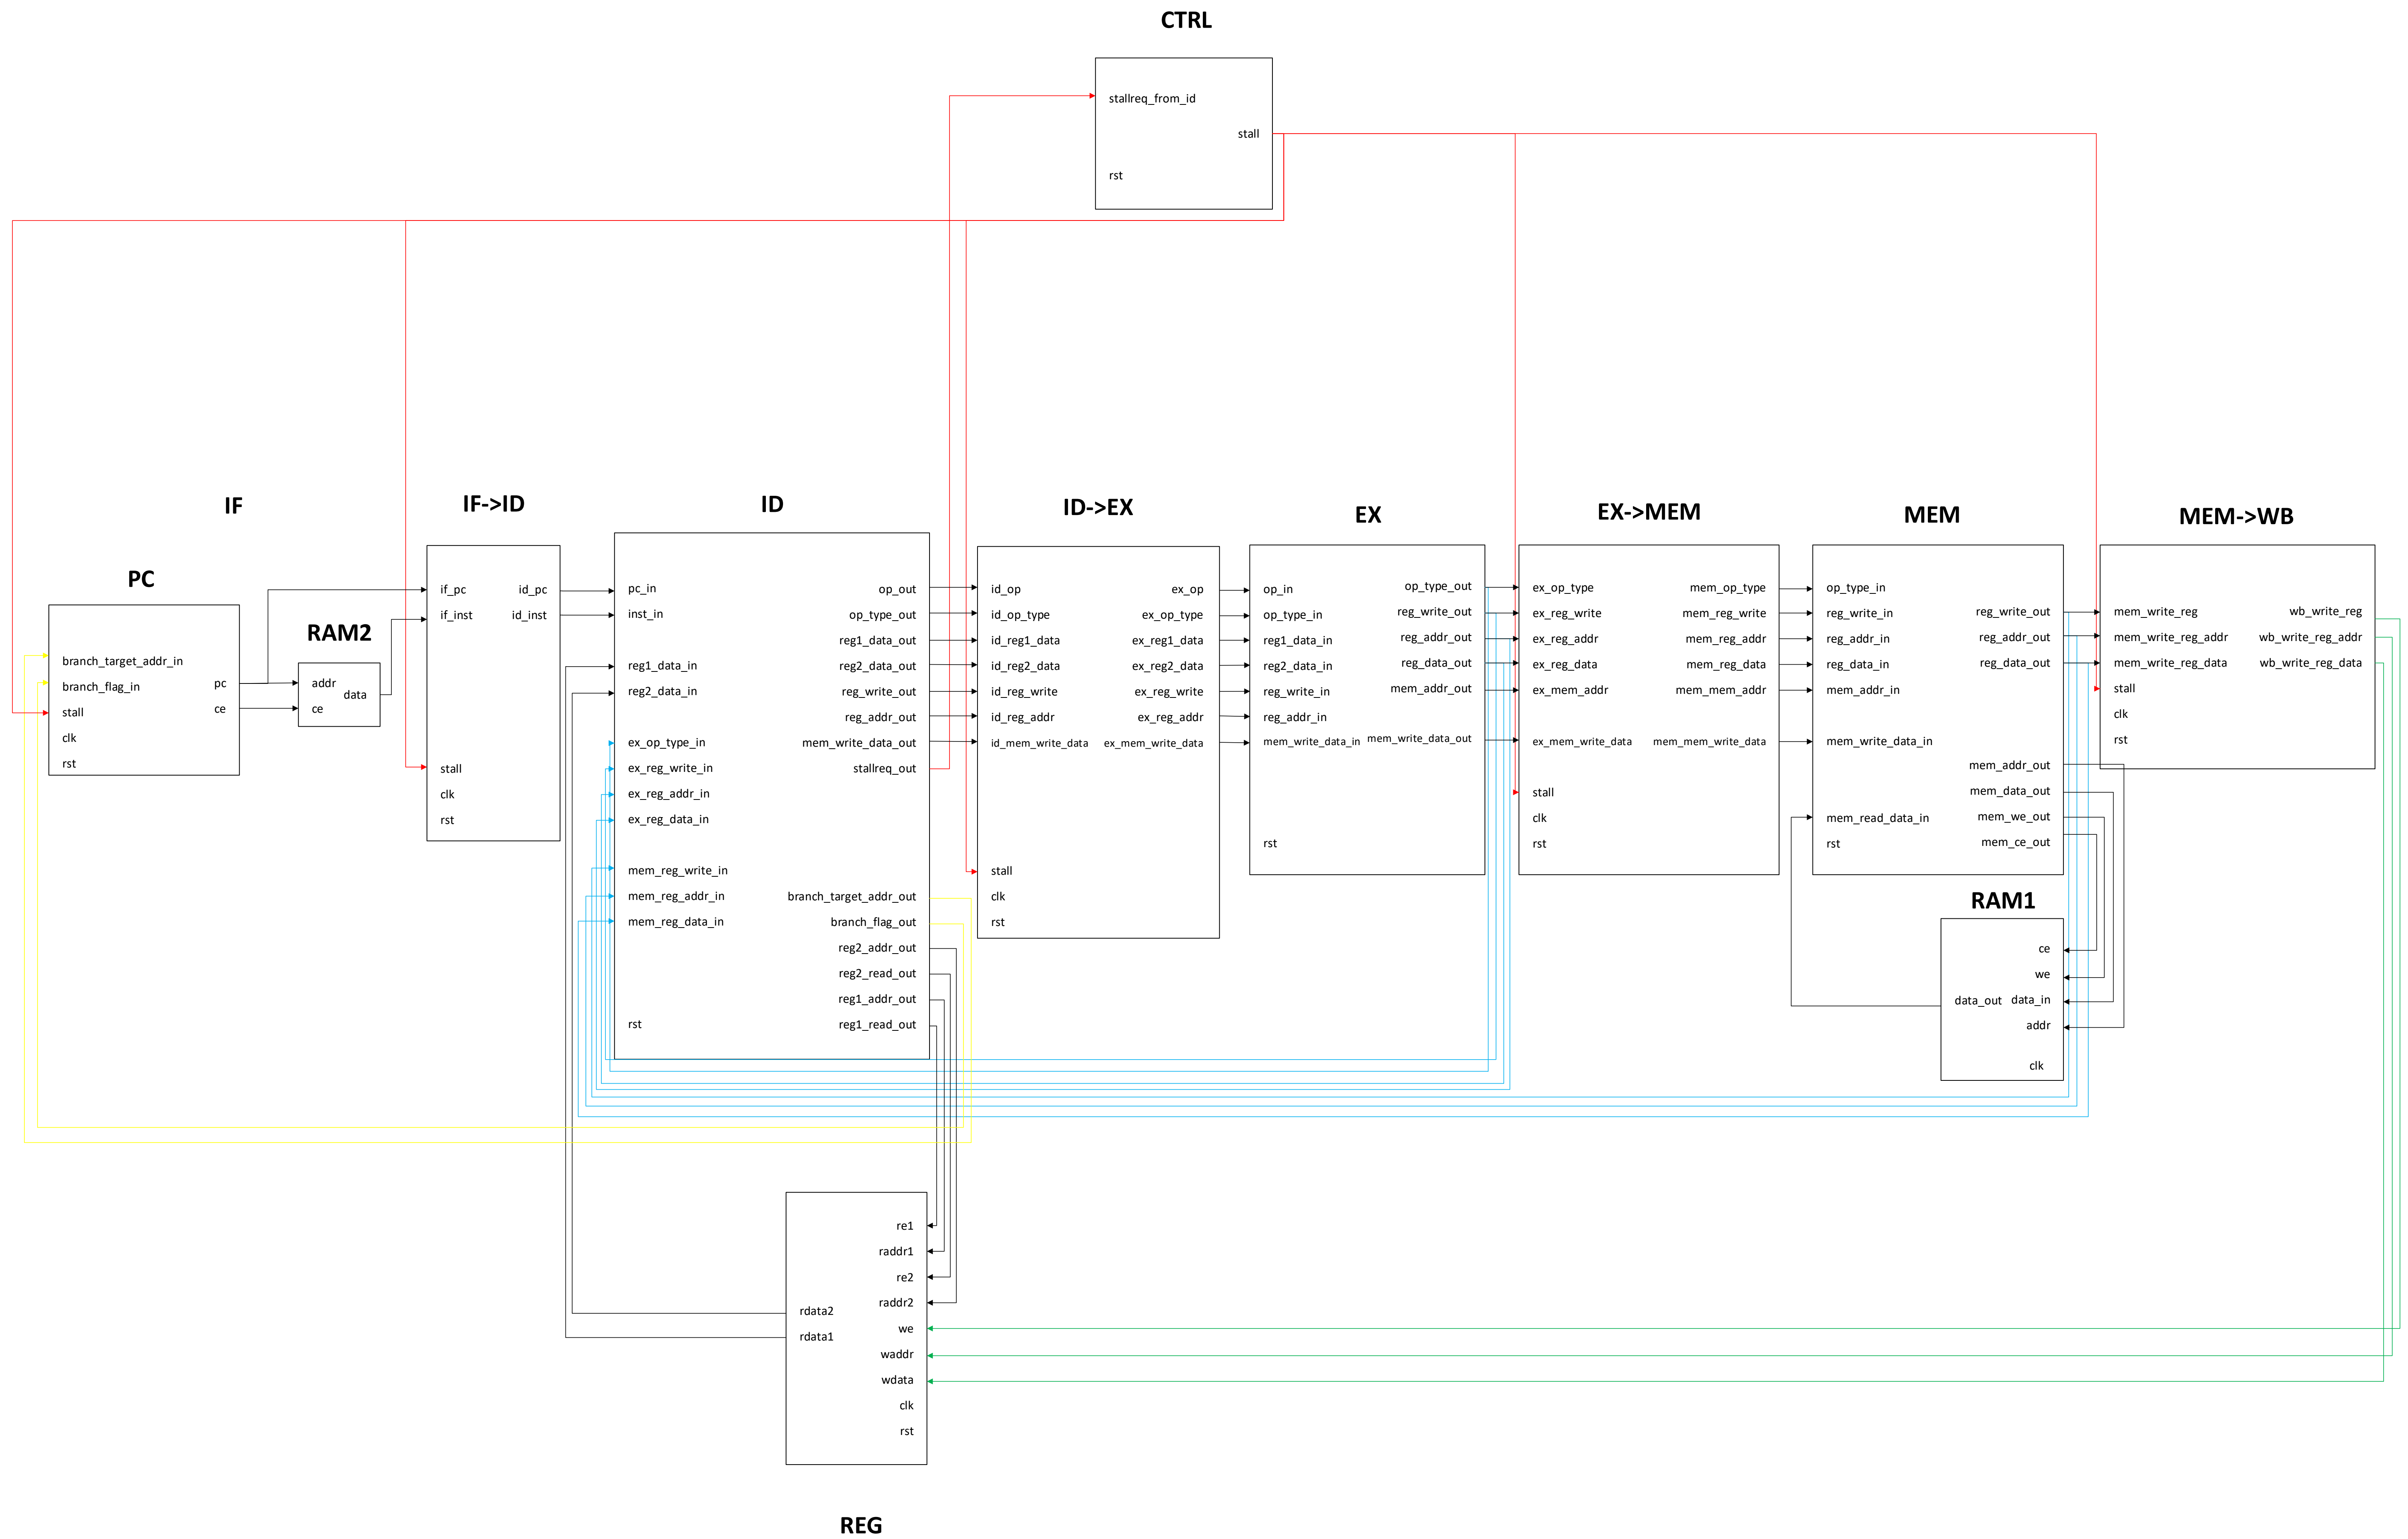 CTRL
stallreq_from_id
stall
rst
IF
PC
branch_target_addr_in
branch_flag_in
stall
clk
rst
pc
ce
RAM2
addr
ce
data
IF->ID
if_pc
if_inst
stall
clk
rst
id_pc
id_inst
ID
pc_in
inst_in
reg1_data_in
reg2_data_in
ex_op_type_in
ex_reg_write_in
ex_reg_addr_in
ex_reg_data_in
mem_reg_write_in
mem_reg_addr_in
mem_reg_data_in
rst
op_out
op_type_out
reg1_data_out
reg2_data_out
reg_write_out
reg_addr_out
mem_write_data_out
stallreq_out
branch_target_addr_out
branch_flag_out
reg2_addr_out
reg2_read_out
reg1_addr_out
reg1_read_out
ID->EX
id_op
id_op_type
id_reg1_data
id_reg2_data
id_reg_write
id_reg_addr
id_mem_write_data
stall
clk
rst
ex_op
ex_op_type
ex_reg1_data
ex_reg2_data
ex_reg_write
ex_reg_addr
ex_mem_write_data
EX
op_in
op_type_in
reg1_data_in
reg2_data_in
reg_write_in
reg_addr_in
mem_write_data_in
rst
op_type_out
reg_write_out
reg_addr_out
reg_data_out
mem_addr_out
mem_write_data_out
EX->MEM
ex_op_type
ex_reg_write
ex_reg_addr
ex_reg_data
ex_mem_addr
ex_mem_write_data
stall
clk
rst
mem_op_type
mem_reg_write
mem_reg_addr
mem_reg_data
mem_mem_addr
mem_mem_write_data
MEM
op_type_in
reg_write_in
reg_addr_in
reg_data_in
mem_addr_in
mem_write_data_in
mem_read_data_in
rst
reg_write_out
reg_addr_out
reg_data_out
mem_addr_out
mem_data_out
mem_we_out
mem_ce_out
MEM->WB
mem_write_reg
mem_write_reg_addr
mem_write_reg_data
stall
clk
rst
wb_write_reg
wb_write_reg_addr
wb_write_reg_data
RAM1
ce
we
data_out
data_in
addr
clk
re1
raddr1
re2
raddr2
we
waddr
wdata
clk
rst
rdata2
rdata1
REG